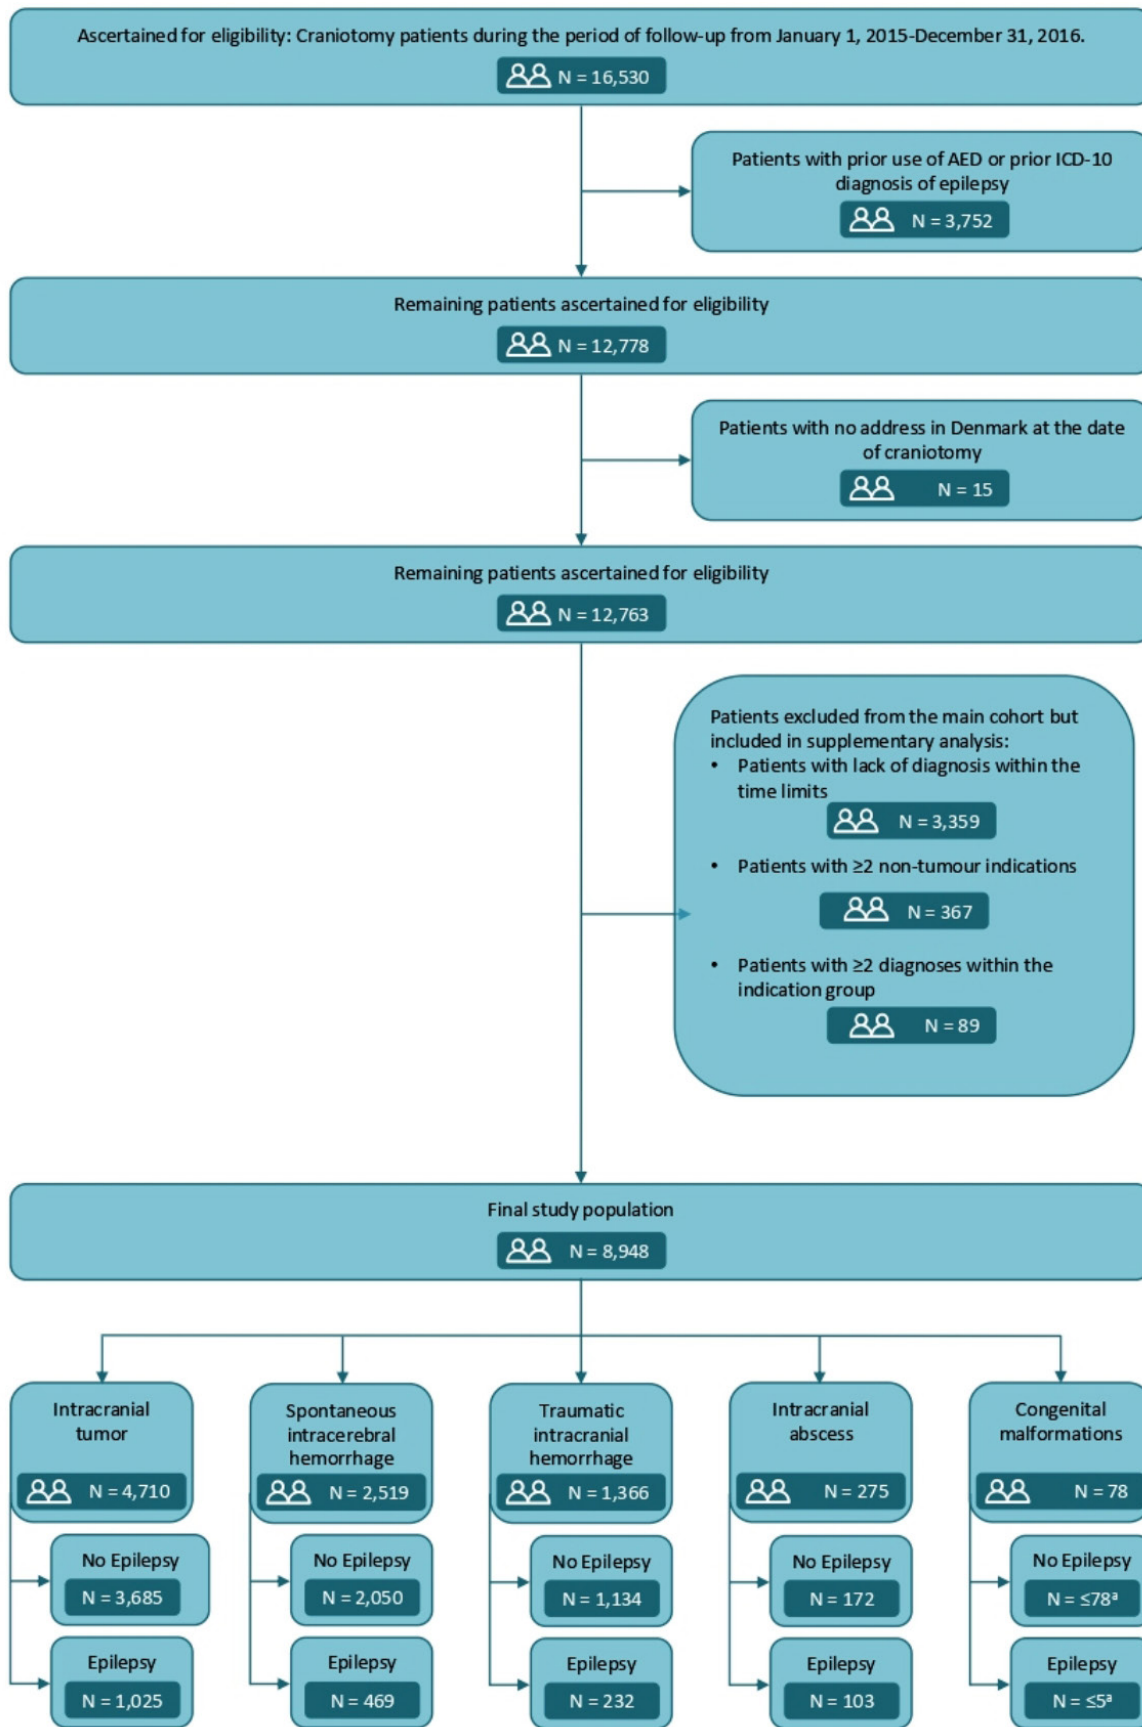 Ascertained for eligibility: Craniotomy patients during the period of follow-up from January 1, 2015-December 31, 2016.
N = 16,530
Patients with prior use of AED or prior ICD-10
diagnosis of epilepsy
N = 3,752
Remaining patients ascertained for eligibility
N = 12,778
Patients with no address in Denmark at the date
of craniotomy
N = 15
Remaining patients ascertained for eligibility
N = 12,763
Patients excluded from the main cohort but
included in supplementary analysis:
• Patients with lack of diagnosis within the
time limits
N = 3,359
• Patients with ≥2 non-tumour indications
N = 367
• Patients with ≥2 diagnoses within the
indication group
N = 89
Final study population
N = 8,948
Intracranial
tumor
N = 4,710
No Epilepsy
N = 3,685
Epilepsy
N = 1,025
Spontaneous
intracerebral
hemorrhage
N = 2,519
No Epilepsy
N = 2,050
Epilepsy
N = 469
Traumatic
intracranial
hemorrhage
N = 1,366
No Epilepsy
N = 1,134
Epilepsy
N = 232
Intracranial
abscess
N = 275
No Epilepsy
N = 172
Epilepsy
N = 103
Congenital
malformations
N = 78
No Epilepsy
N = ≤78ª
Epilepsy
N = ≤5ª